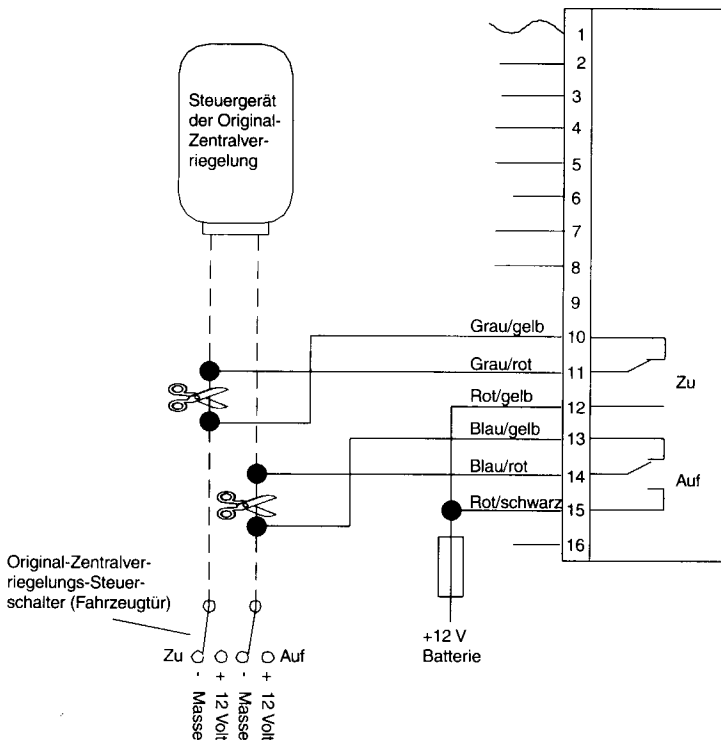 Steuergerät
der Original-
Zentralver-
riegelung
1
2
3
4
5
6
7
8
9
Grau/gelb 10
Grau/rot 11
Zu
Rot/gelb 12
Blau/gelb 13
Blau/rot 14
Auf
Rot/schwarz 15
16
Original-Zentralver-
riegelungs-Steuer-
schalter (Fahrzeugtür)
+12 V
Batterie
Zu Auf
- Masse
+ 12 Volt
- Masse
+ 12 Volt